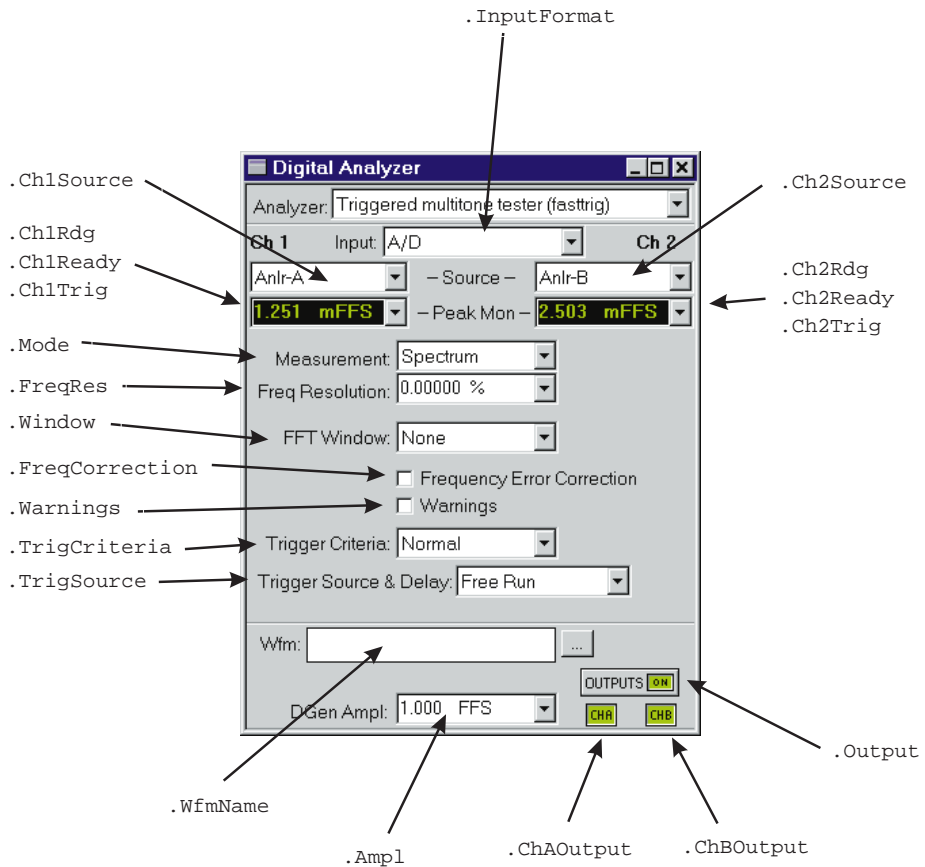 .InputFormat
Digital Analyzer
.Ch1Source
.Ch2Source
Analyzer: Triggered multitone tester (fasttrig)
.Ch1Rdg
.Ch1Ready
.Ch1Trig
Ch 1 Input: A/D Ch 2
Anlr-A – Source – Anlr-B
.Ch2Rdg
.Ch2Ready
.Ch2Trig
1.251 mFFS – Peak Mon – 2.503 mFFS
.Mode
Measurement: Spectrum
.FreqRes
Freq Resolution: 0.00000 %
.Window
FFT Window: None
.FreqCorrection
Frequency Error Correction
.Warnings
Warnings
.TrigCriteria
Trigger Criteria: Normal
.TrigSource
Trigger Source & Delay: Free Run
Wfm: ...
OUTPUTS ON
DGen Ampl: 1.000 FFS
CHA CHB
.Output
.WfmName
.Ampl
.ChAOutput
.ChBOutput